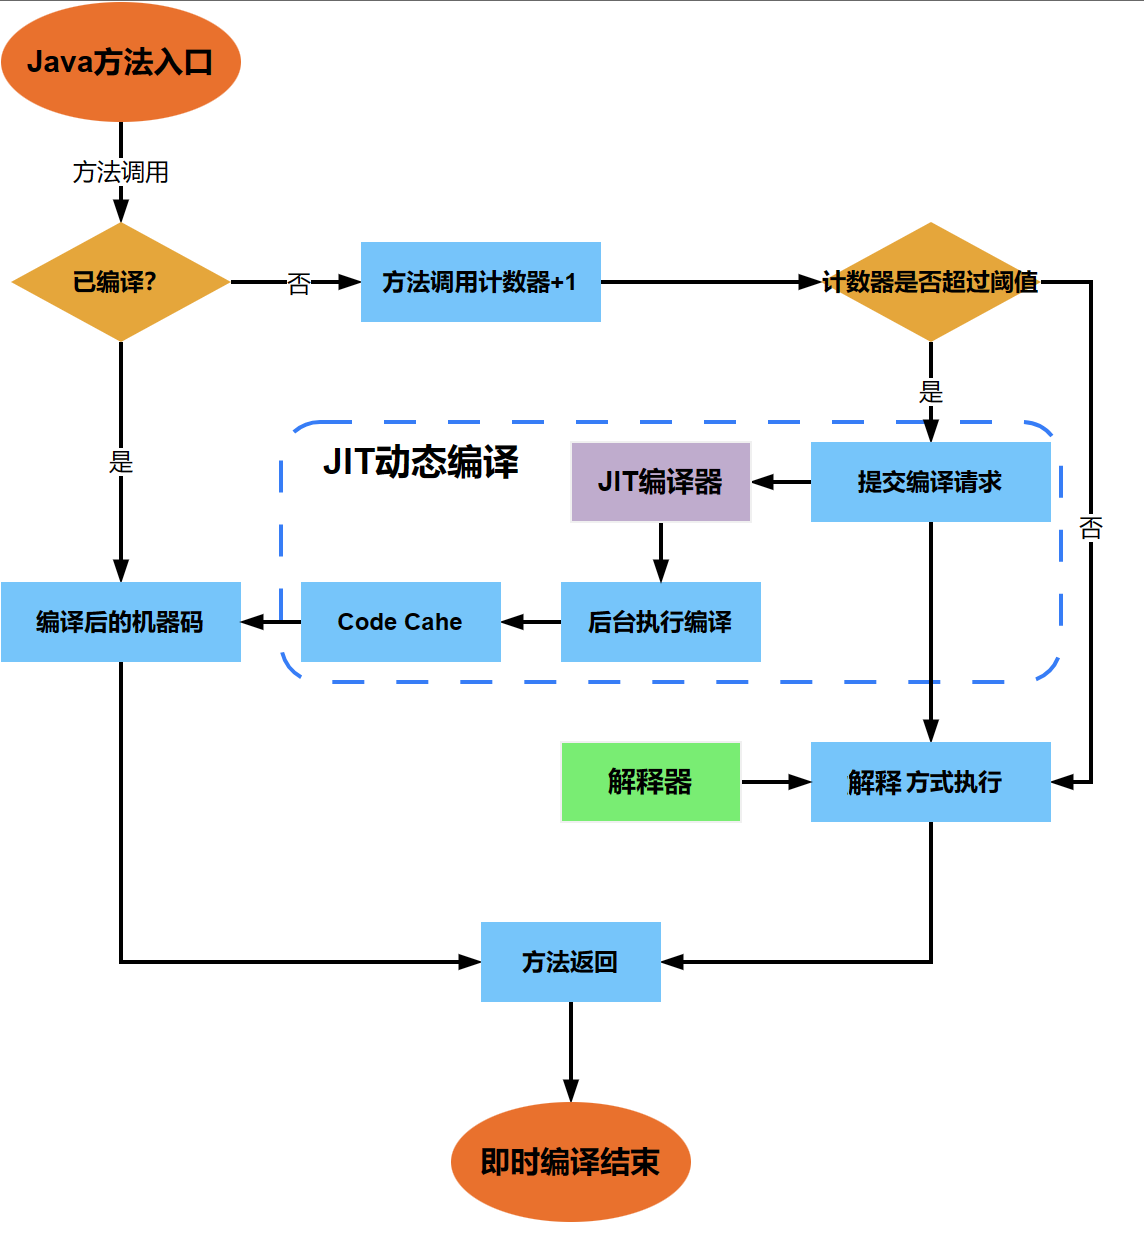 Java方法入口
方法调用
已编译?
否
方法调用计数器+1
计数器是否超过阈值
是
JIT动态编译
JIT编译器
提交编译请求
是
否
编译后的机器码
Code Cahe
后台执行编译
解释器
解释 方式执行
方法返回
即时编译结束